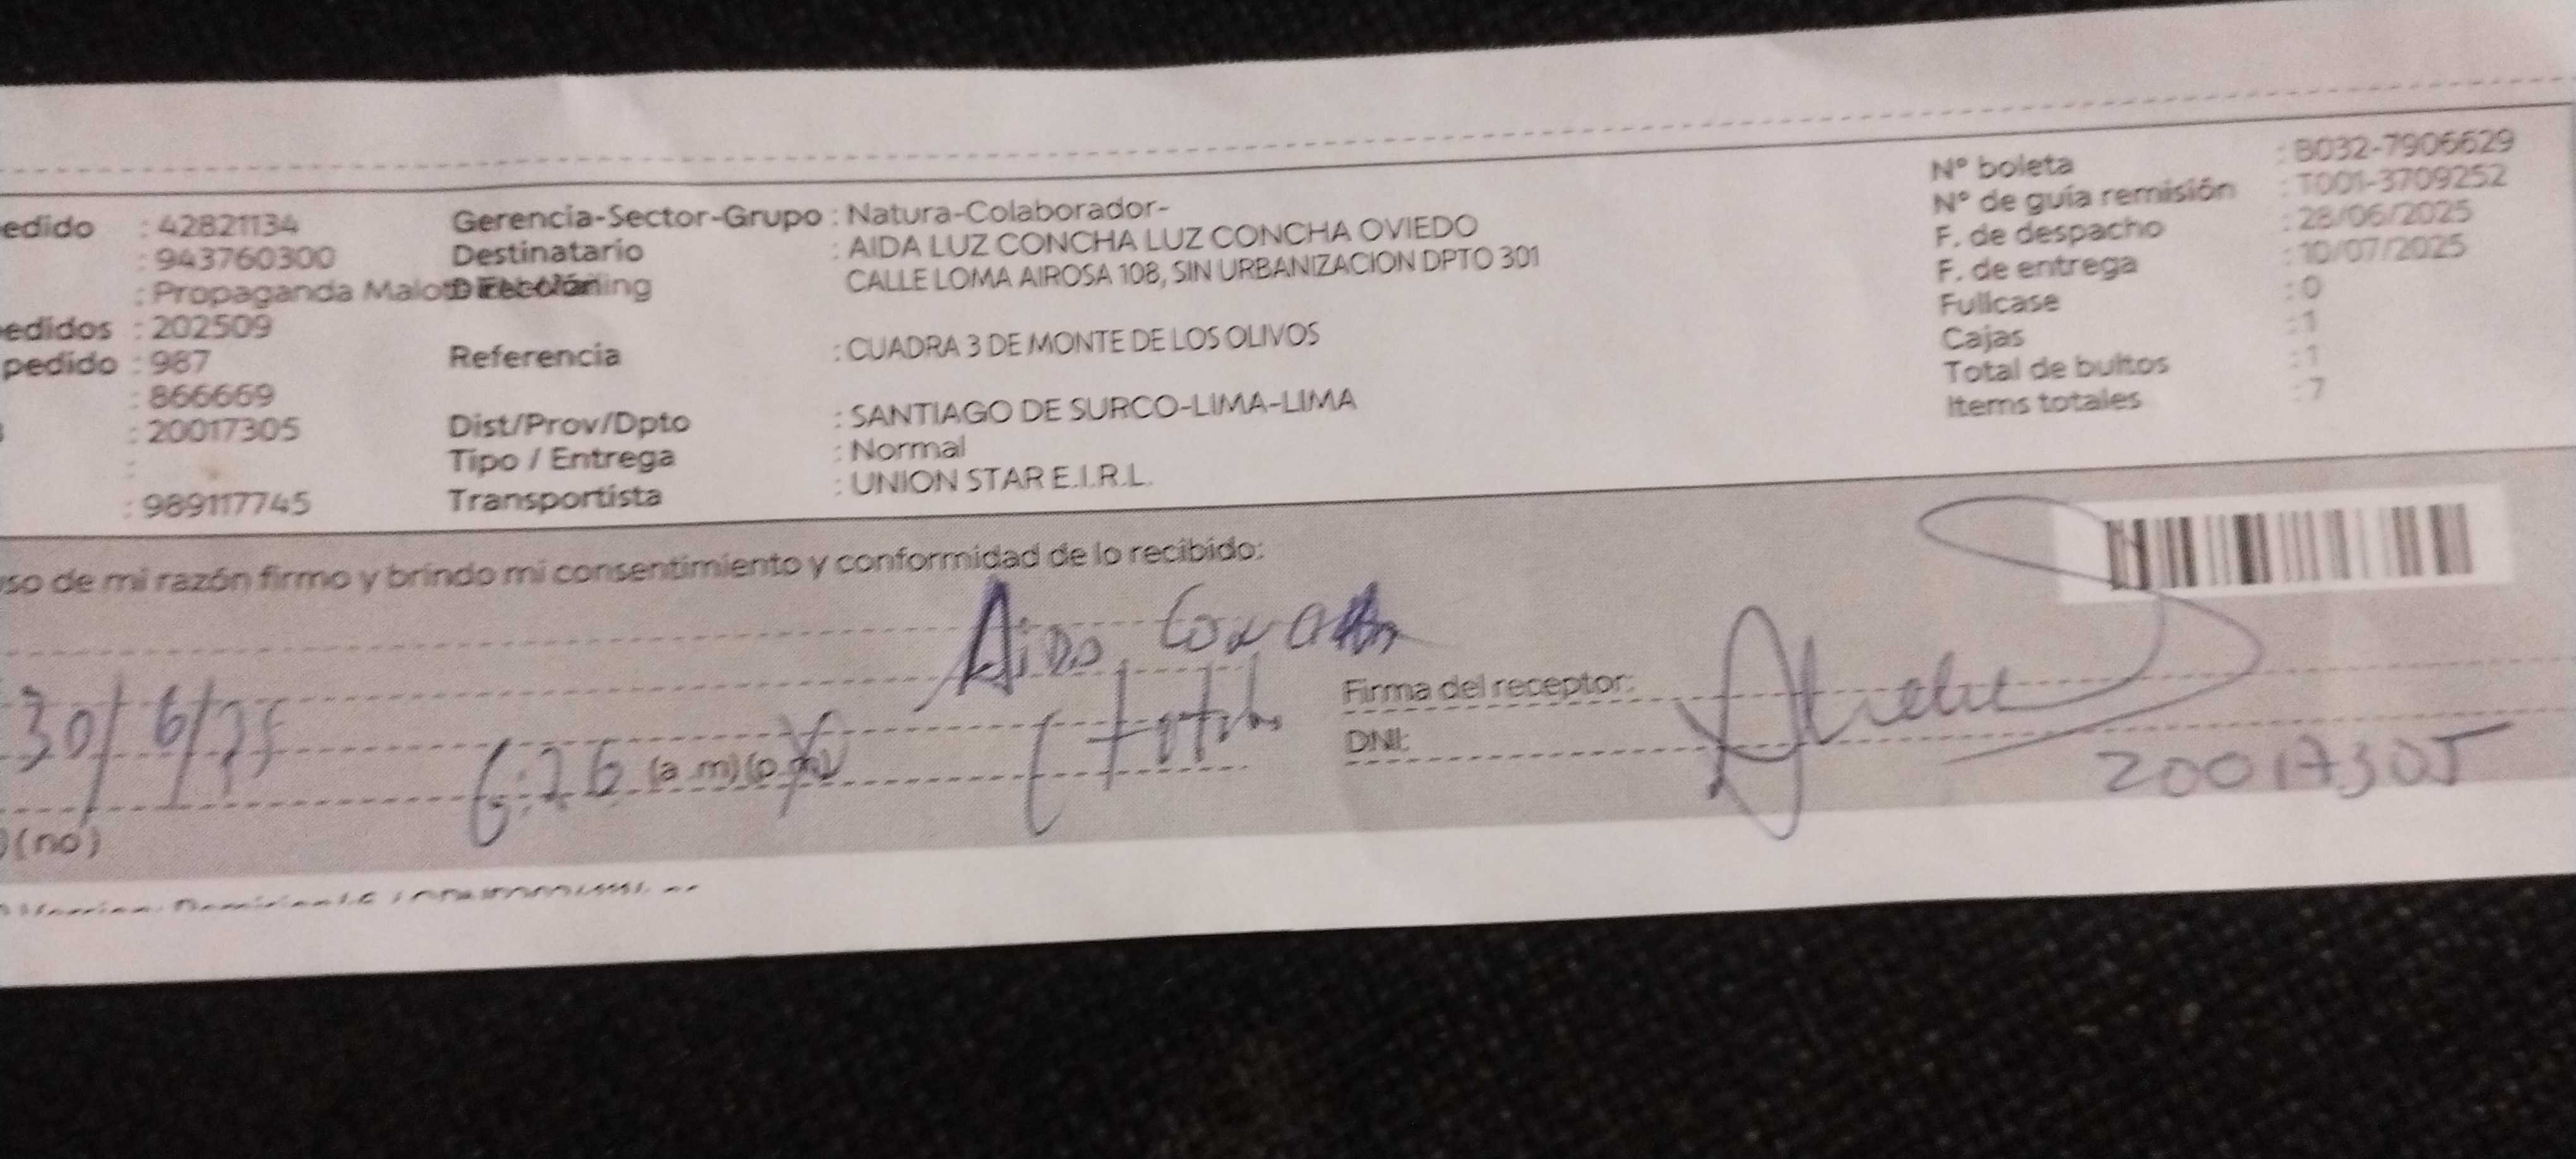 edido : 42821134
: 943760300
: Propaganda
edidos : 202509
pedido : 987
: 866669
: 20017305
:
: 989117745
Gerencia-Sector-Grupo : Natura-Colaborador-
Destinatario : AIDA LUZ CONCHA LUZ CONCHA OVIEDO
Dirección CALLE LOMA AIROSA 108, SIN URBANIZACION DPTO 301
Referencia : CUADRA 3 DE MONTE DE LOS OLIVOS
Dist/Prov/Dpto : SANTIAGO DE SURCO-LIMA-LIMA
Tipo / Entrega : Normal
Transportista : UNION STAR E.I.R.L.
N° boleta : B032-7906629
N° de guía remisión : T001-3709252
F. de despacho : 28/06/2025
F. de entrega : 10/07/2025
Fullcase : 0
Cajas : 1
Total de bultos : 1
Items totales : 7
uso de mi razón firmo y brindo mi consentimiento y conformidad de lo recibido:
Aida Concha
30/6/25 6:26 (a.m)(p.m)
Firma del receptor:
DNI: 20017305
(no)